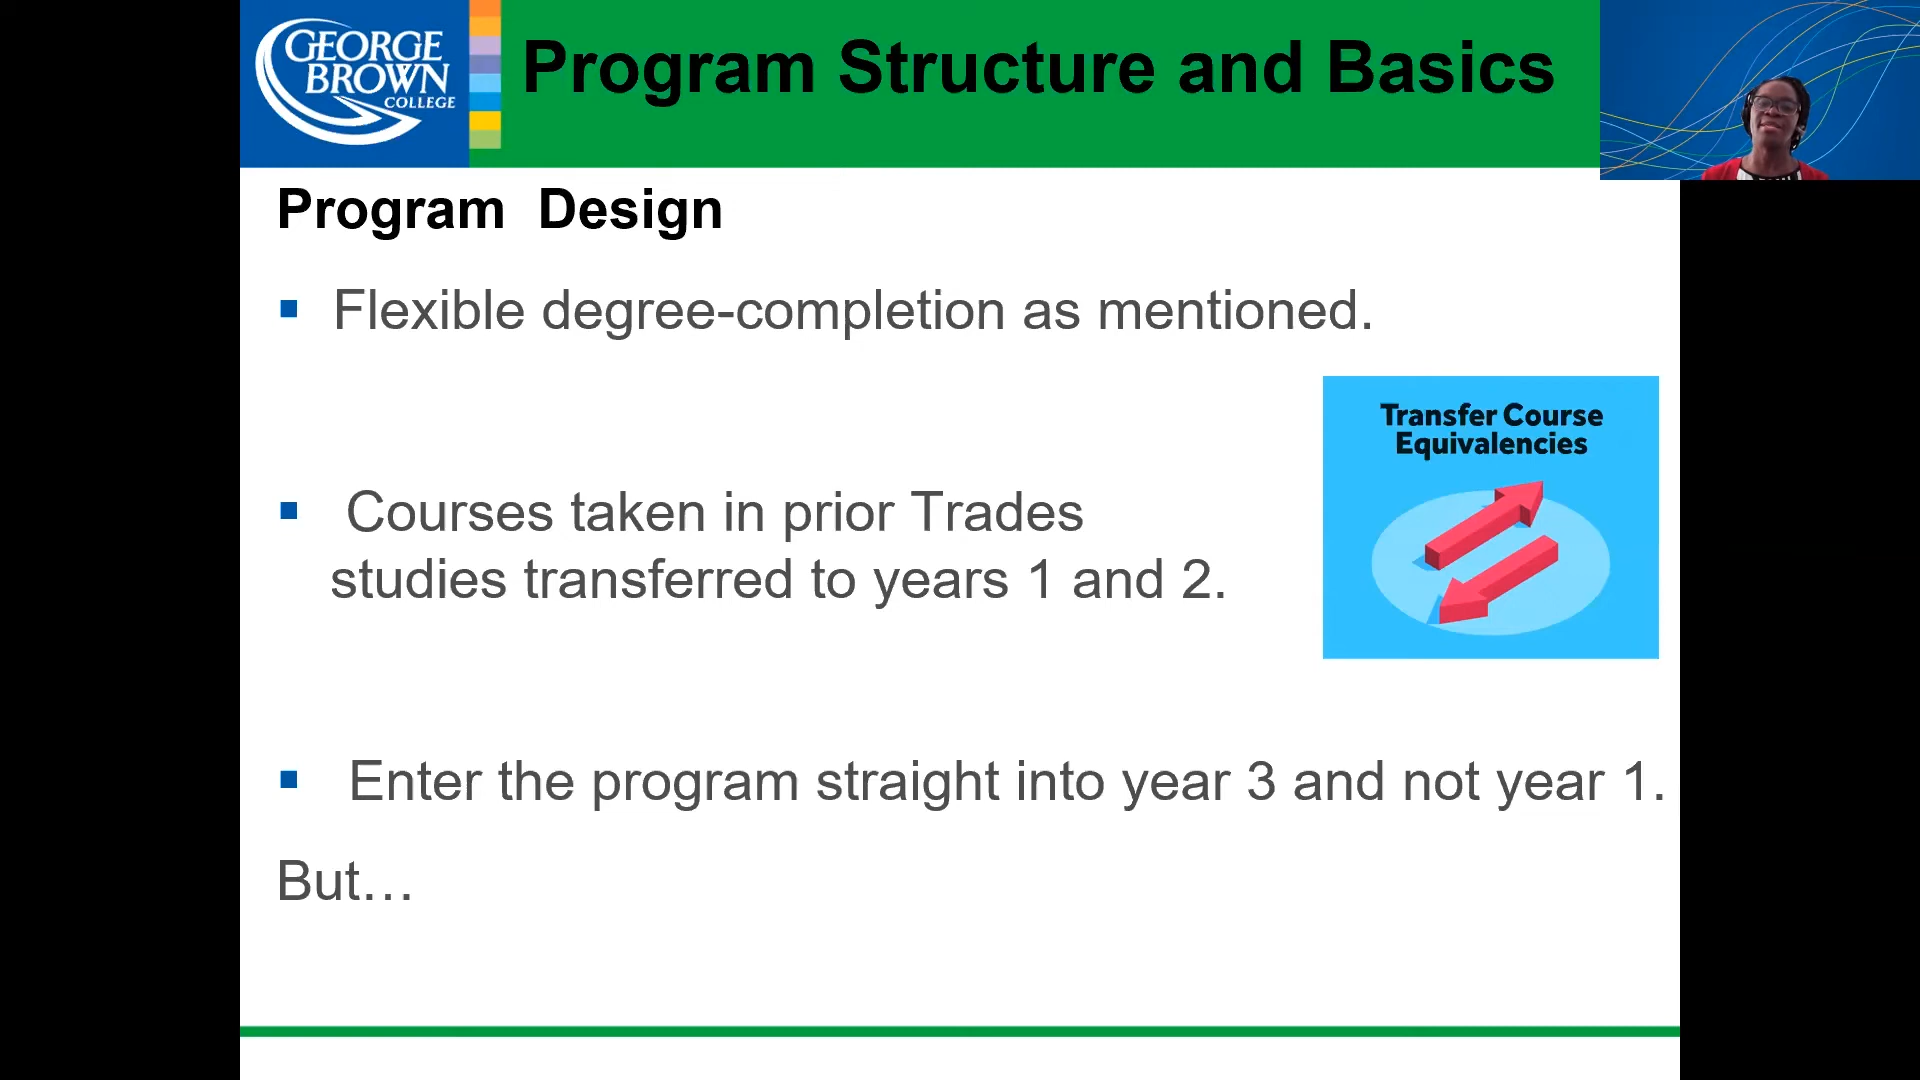 GEORGE
BROWN
COLLEGE
Program Structure and Basics
Program Design
Flexible degree-completion as mentioned.
Transfer Course
Equivalencies
Courses taken in prior Trades
studies transferred to years 1 and 2.
Enter the program straight into year 3 and not year 1.
But…